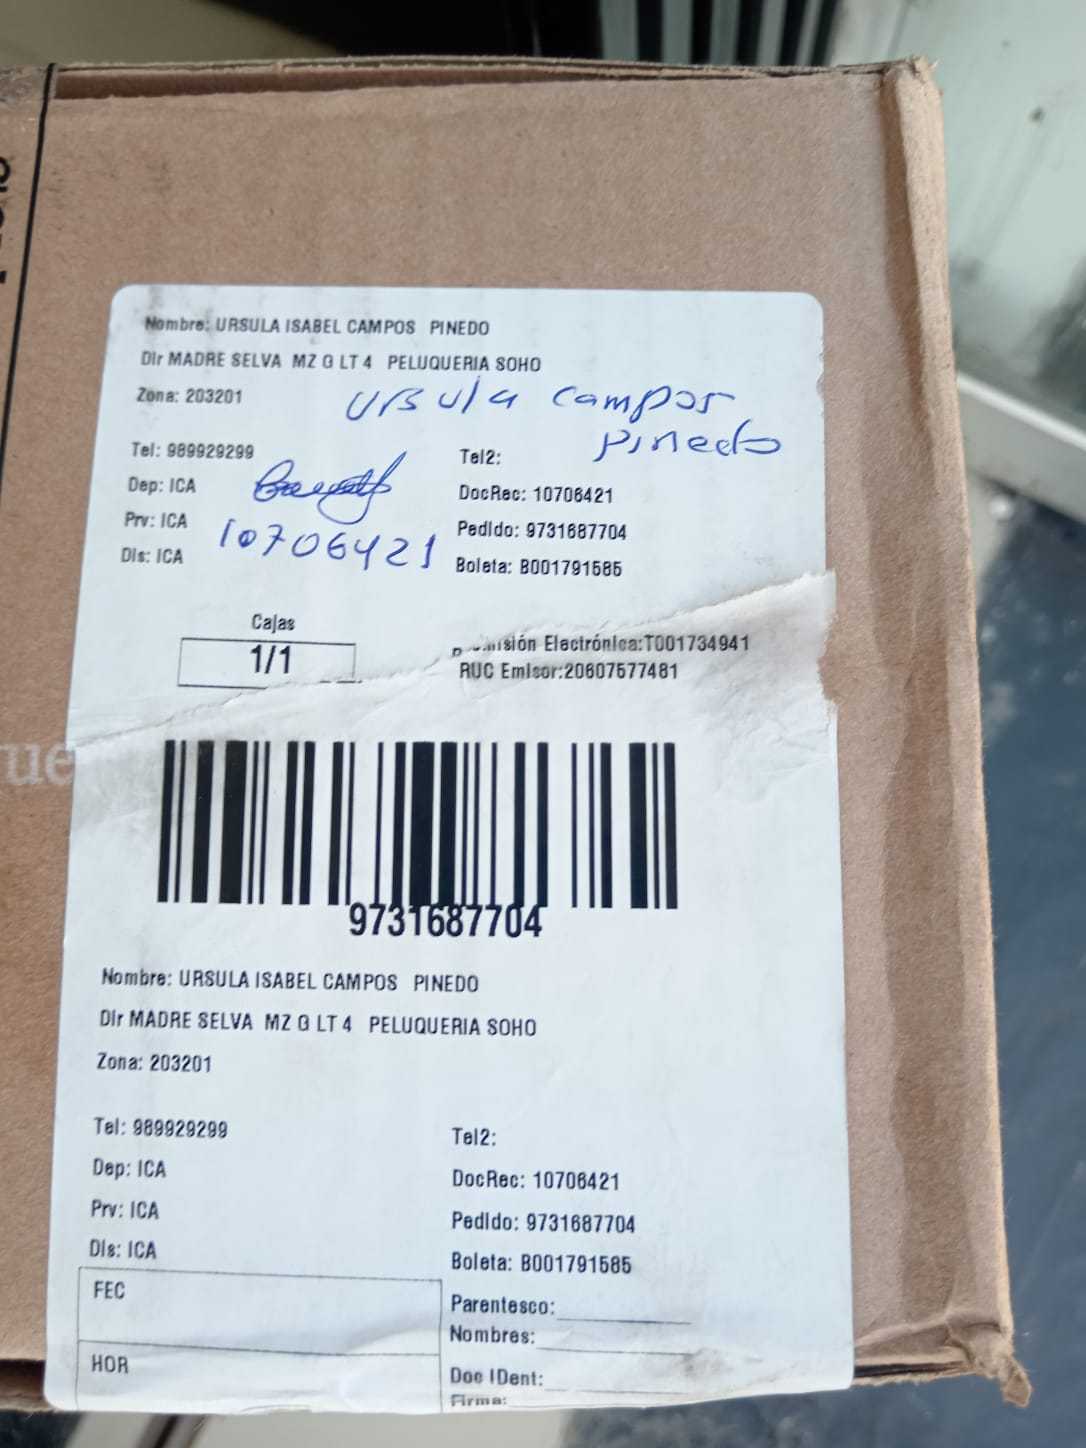 Nombre: URSULA ISABEL CAMPOS PINEDO
Dir MADRE SELVA MZ G LT 4 PELUQUERIA SOHO
Zona: 203201
Ursula Campos
Pinedo
Tel: 989929299
Tel2:
Dep: ICA
DocRec: 10706421
Prv: ICA
10706421
Pedido: 9731687704
Dis: ICA
Boleta: B001791585
Cajas
1/1
Electrónica:T001734941
RUC Emisor:20607577481
ue
9731687704
Nombre: URSULA ISABEL CAMPOS PINEDO
Dir MADRE SELVA MZ G LT 4 PELUQUERIA SOHO
Zona: 203201
Tel: 989929299
Tel2:
Dep: ICA
DocRec: 10706421
Prv: ICA
Pedido: 9731687704
Dis: ICA
Boleta: B001791585
FEC
Parentesco:
Nombres:
HOR
Doc IDent:
Firma: